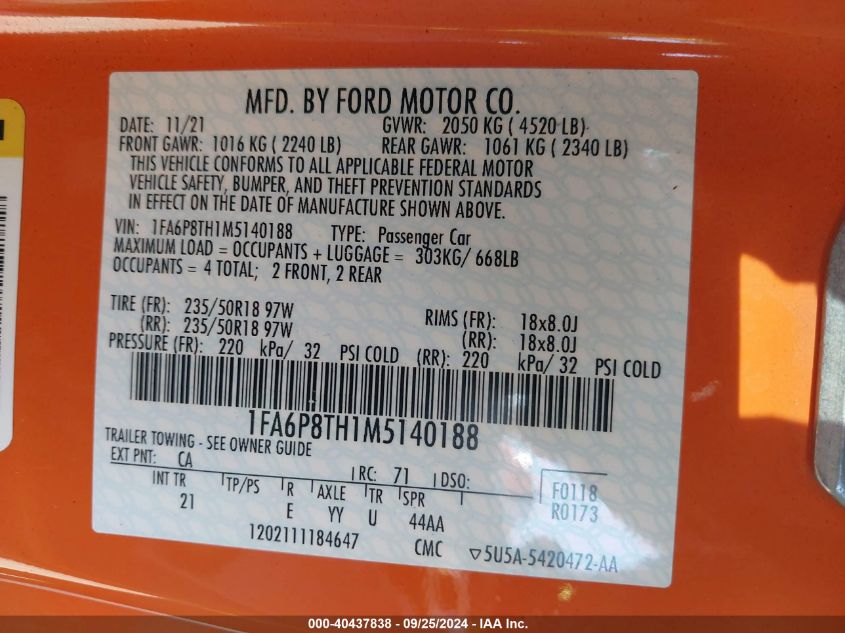 MFD. BY FORD MOTOR CO.
DATE: 11/21 GVWR: 2050 KG ( 4520 LB)
FRONT GAWR: 1016 KG ( 2240 LB) REAR GAWR: 1061 KG ( 2340 LB)
THIS VEHICLE CONFORMS TO ALL APPLICABLE FEDERAL MOTOR
VEHICLE SAFETY, BUMPER, AND THEFT PREVENTION STANDARDS
IN EFFECT ON THE DATE OF MANUFACTURE SHOWN ABOVE.
VIN: 1FA6P8TH1M5140188 TYPE: Passenger Car
MAXIMUM LOAD = OCCUPANTS + LUGGAGE = 303KG/ 668LB
OCCUPANTS = 4 TOTAL; 2 FRONT, 2 REAR
TIRE (FR): 235/50R18 97W RIMS (FR): 18x8.0J
(RR): 235/50R18 97W (RR): 18x8.0J
PRESSURE (FR): 220 kPa/ 32 PSI COLD (RR): 220 kPa/ 32 PSI COLD
1FA6P8TH1M5140188
TRAILER TOWING - SEE OWNER GUIDE
EXT PNT: CA RC: 71 DSO:
INT TR TP/PS R AXLE TR SPR F0118
21 E YY U 44AA R0173
1202111184647 CMC ▽5U5A-5420472-AA
000-40437838 - 09/25/2024 - IAA Inc.